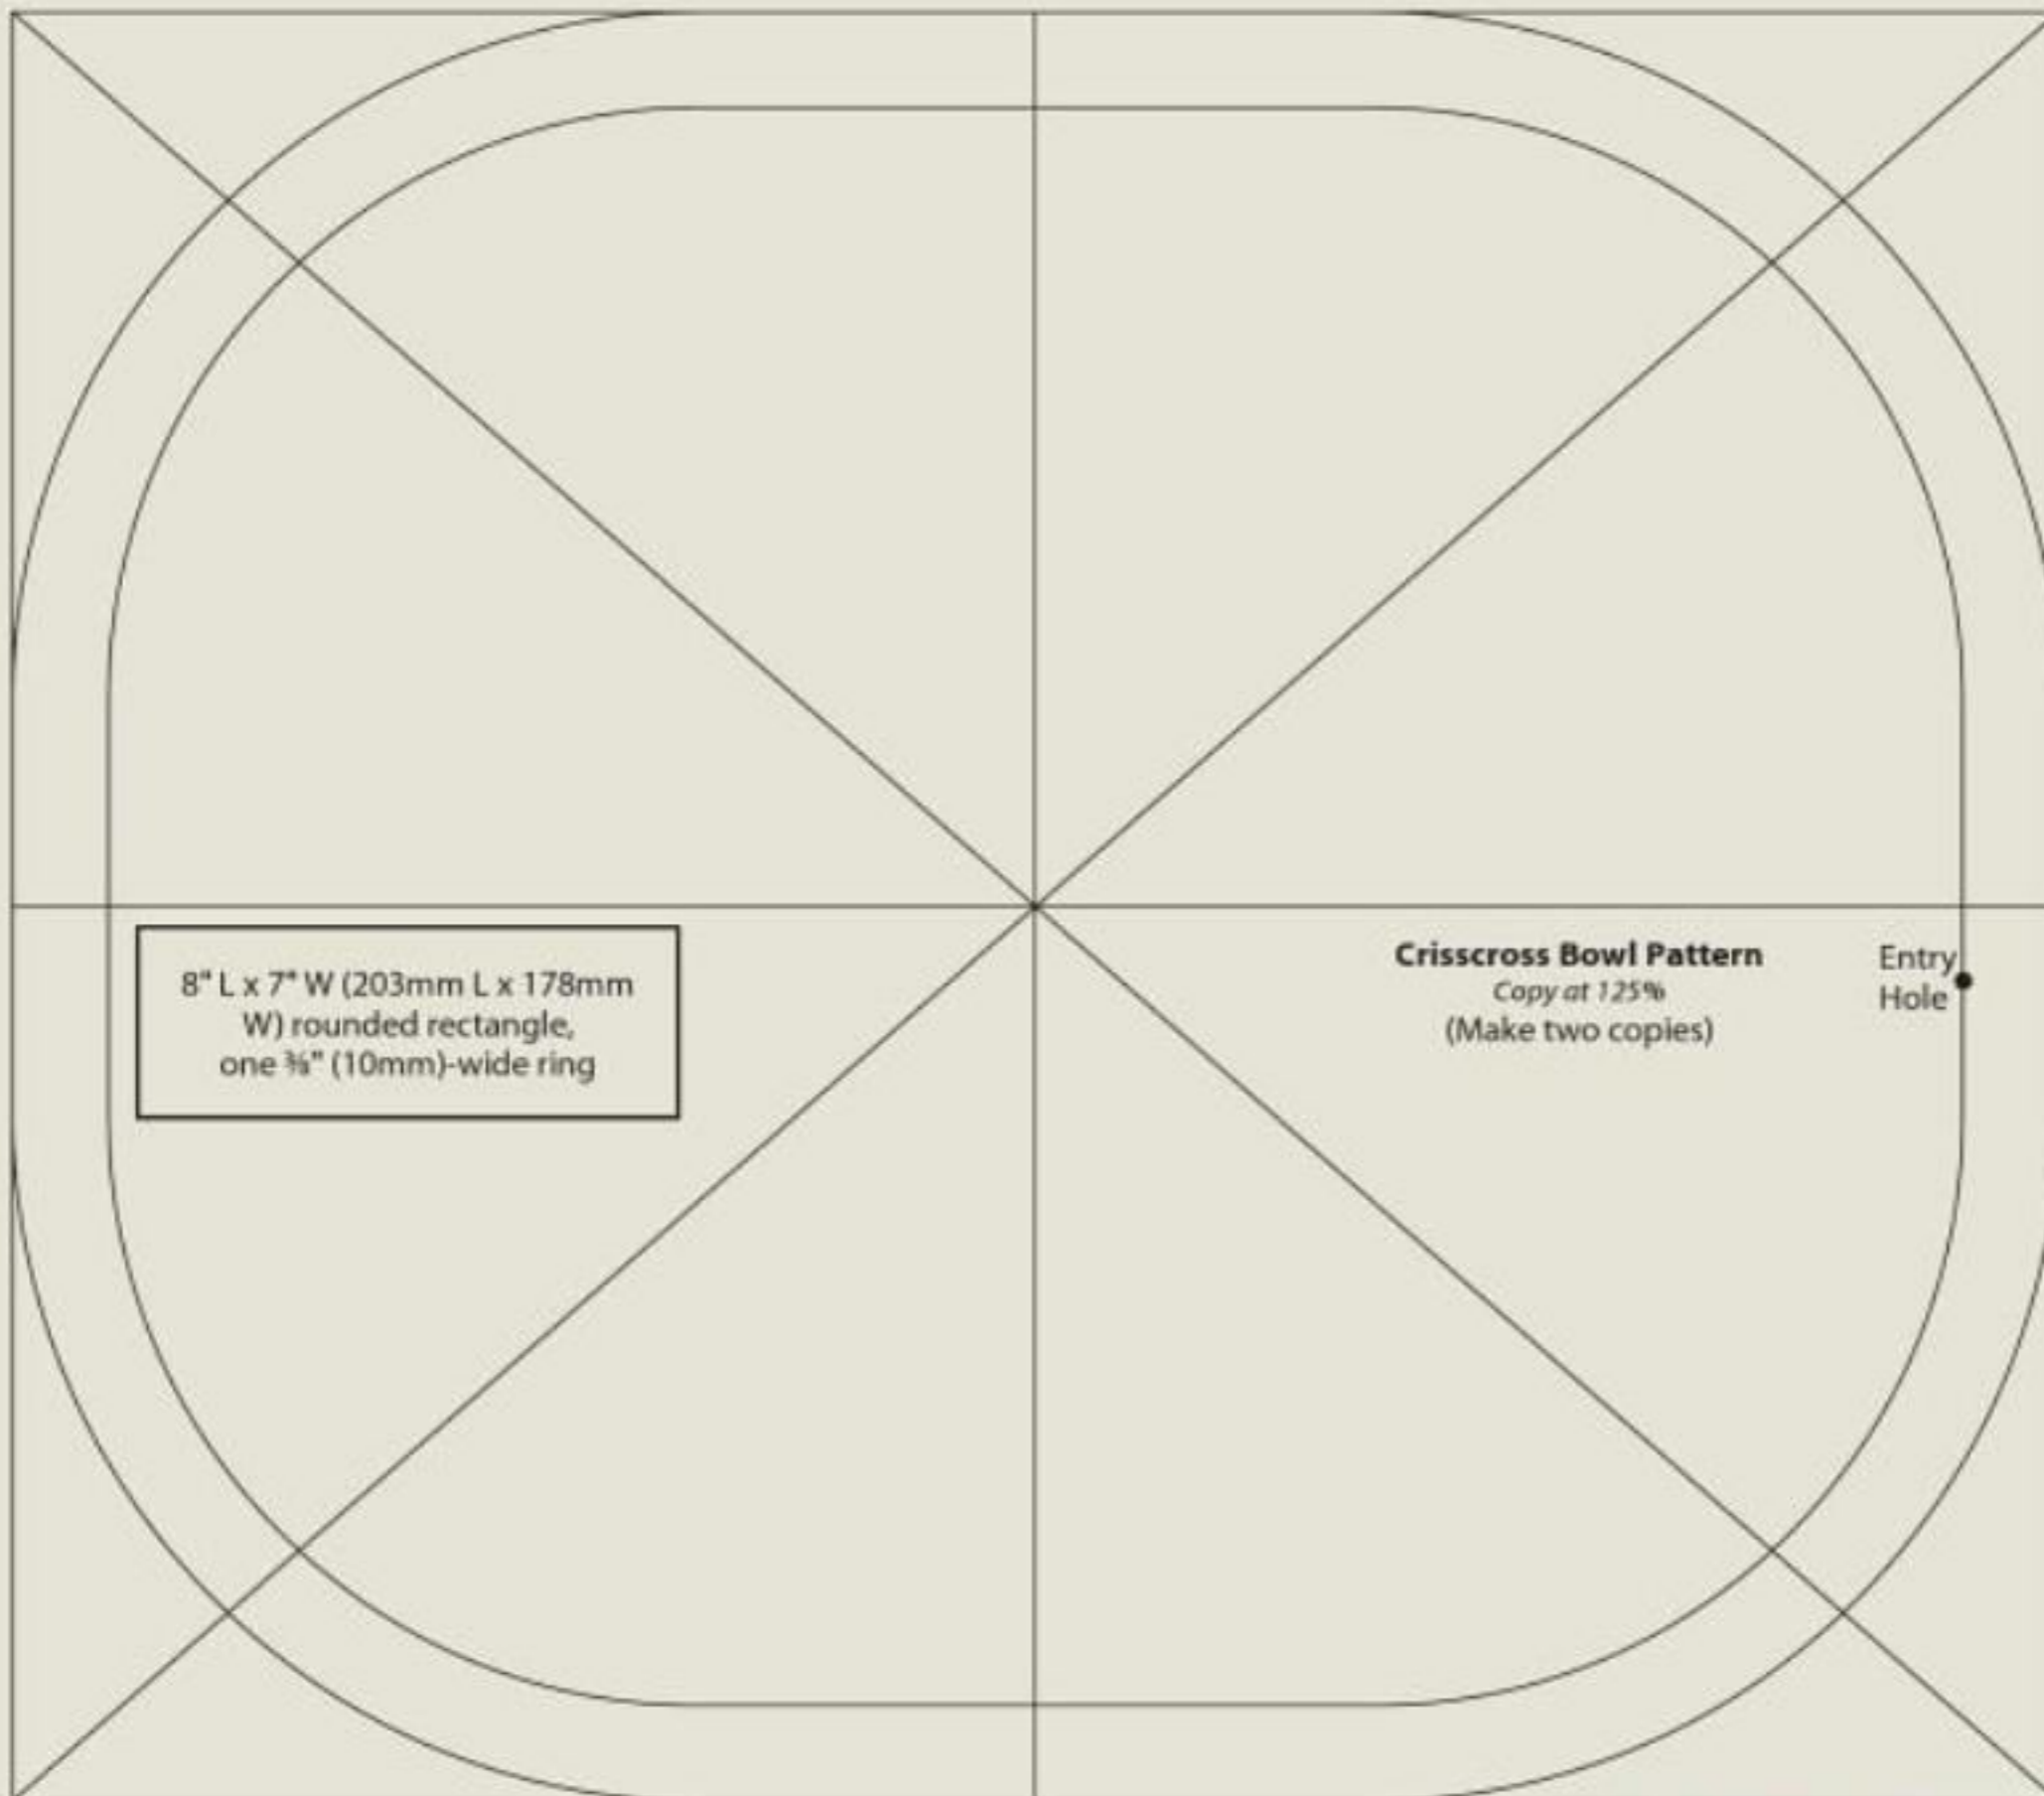 8" L x 7" W (203mm L x 178mm
W) rounded rectangle,
one ⅜" (10mm)-wide ring
Crisscross Bowl Pattern
Copy at 125%
(Make two copies)
Entry
Hole